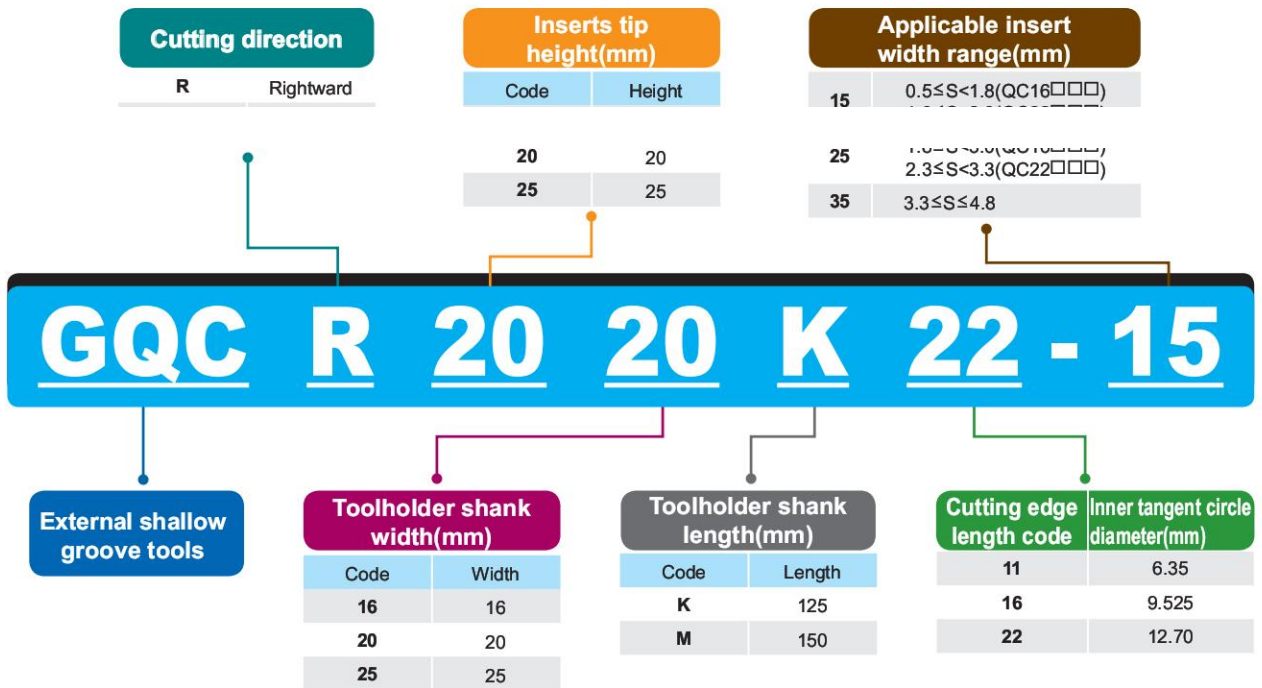 Cutting direction
R Rightward
Inserts tip
height(mm)
Code Height
20 20
25 25
Applicable insert
width range(mm)
15 0.5≤S<1.8(QC16□□□)
25
2.3≤S<3.3(QC22□□□)
35 3.3≤S≤4.8
GQC R 20 20 K 22 - 15
External shallow
groove tools
Toolholder shank
width(mm)
Code Width
16 16
20 20
25 25
Toolholder shank
length(mm)
Code Length
K 125
M 150
Cutting edge
length code
Inner tangent circle
diameter(mm)
11 6.35
16 9.525
22 12.70